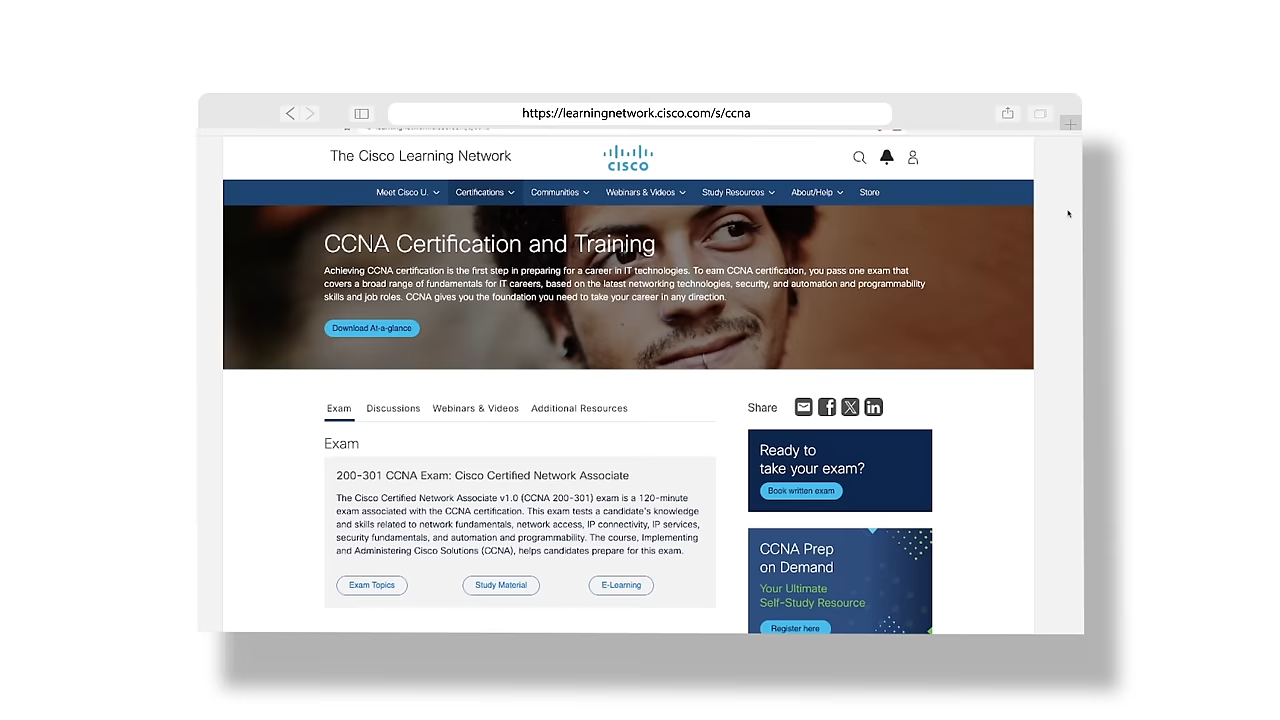 https://learningnetwork.cisco.com/s/ccna
The Cisco Learning Network
CISCO
Meet Cisco U. Certifications Communities Webinars & Videos Study Resources About/Help Store
CCNA Certification and Training
Achieving CCNA certification is the first step in preparing for a career in IT technologies. To earn CCNA certification, you pass one exam that
covers a broad range of fundamentals for IT careers, based on the latest networking technologies, security, and automation and programmability
skills and job roles. CCNA gives you the foundation you need to take your career in any direction.
Download At-a-glance
Exam Discussions Webinars & Videos Additional Resources
Exam
200-301 CCNA Exam: Cisco Certified Network Associate
The Cisco Certified Network Associate v1.0 (CCNA 200-301) exam is a 120-minute
exam associated with the CCNA certification. This exam tests a candidate's knowledge
and skills related to network fundamentals, network access, IP connectivity, IP services,
security fundamentals, and automation and programmability. The course, Implementing
and Administering Cisco Solutions (CCNA), helps candidates prepare for this exam.
Exam Topics Study Material E-Learning
Share
Ready to
take your exam?
Book written exam
CCNA Prep
on Demand
Your Ultimate
Self-Study Resource
Register here